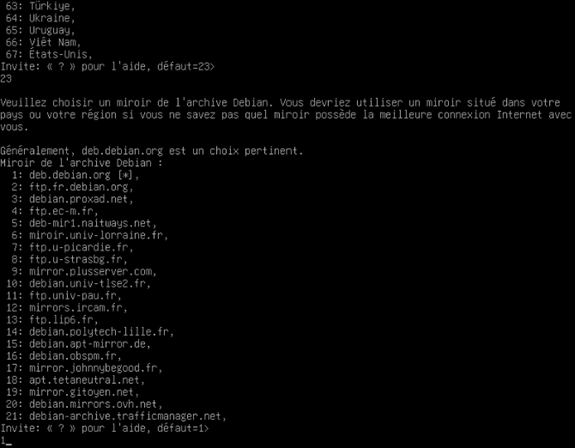 63: Türkiye,
64: Ukraine,
65: Uruguay,
66: Viêt Nam,
67: États-Unis,
Invite: « ? » pour l'aide, défaut=23>
23
Veuillez choisir un miroir de l'archive Debian. Vous devriez utiliser un miroir situé dans votre
pays ou votre région si vous ne savez pas quel miroir possède la meilleure connexion Internet avec
vous.
Généralement, deb.debian.org est un choix pertinent.
Miroir de l'archive Debian :
1: deb.debian.org [*],
2: ftp.fr.debian.org,
3: debian.proxad.net,
4: ftp.ec-m.fr,
5: deb-mir1.naitways.net,
6: miroir.univ-lorraine.fr,
7: ftp.u-picardie.fr,
8: ftp.u-strasbg.fr,
9: mirror.plusserver.com,
10: debian.univ-tlse2.fr,
11: ftp.univ-pau.fr,
12: mirrors.ircam.fr,
13: ftp.lip6.fr,
14: debian.polytech-lille.fr,
15: debian.apt-mirror.de,
16: debian.obspm.fr,
17: mirror.johnnybegood.fr,
18: apt.tetaneutral.net,
19: mirror.gitoyen.net,
20: debian.mirrors.ovh.net,
21: debian-archive.trafficmanager.net,
Invite: « ? » pour l'aide, défaut=1>
1_